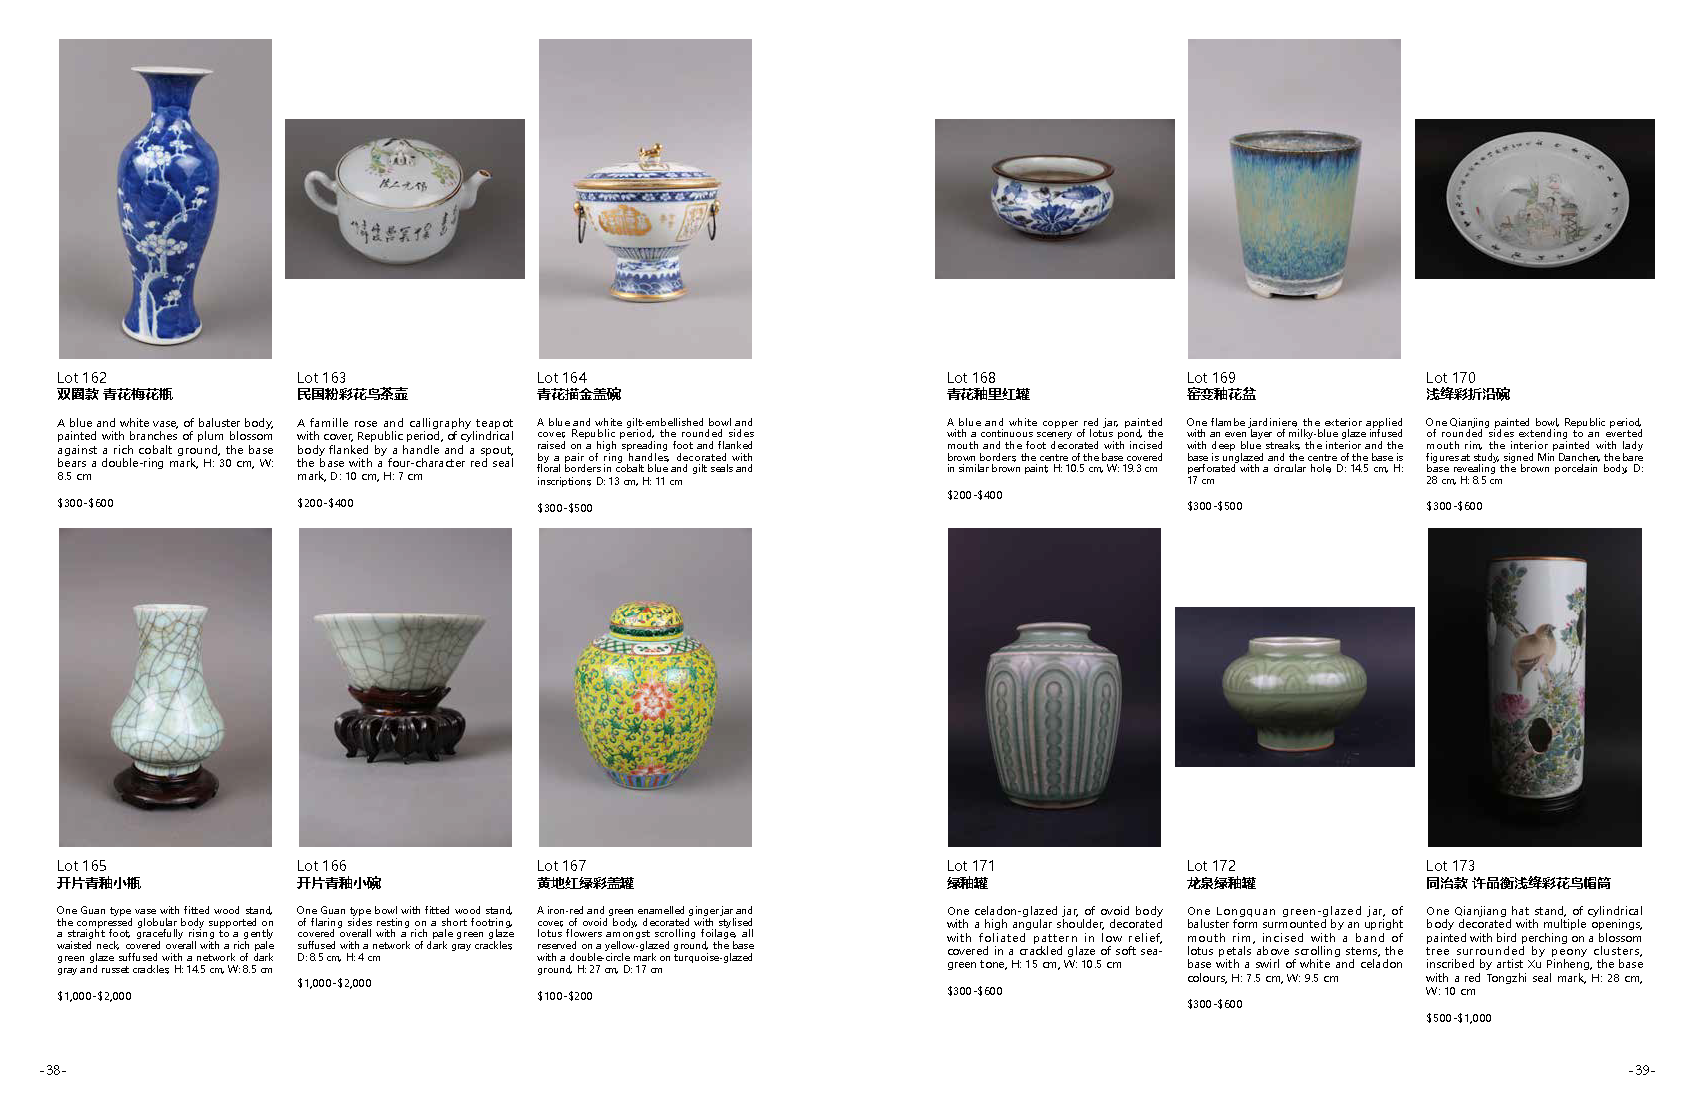 Lot 162
双圈款 青花梅花瓶
A blue and white vase, of baluster body,
painted with branches of plum blossom
against a rich cobalt ground, the base
bears a double-ring mark, H: 30 cm, W:
8.5 cm
$300-$600
Lot 163
民国粉彩花鸟茶壶
A famille rose and calligraphy teapot
with cover, Republic period, of cylindrical
body flanked by a handle and a spout,
the base with a four-character red seal
mark, D: 10 cm, H: 7 cm
$200-$400
Lot 164
青花描金盖碗
A blue and white gilt-embellished bowl and
cover, Republic period, the rounded sides
raised on a high spreading foot and flanked
by a pair of ring handles, decorated with
floral borders in cobalt blue and gilt seals and
inscriptions, D: 13 cm, H: 11 cm
$300-$500
Lot 165
开片青釉小瓶
One Guan type vase with fitted wood stand,
the compressed globular body supported on
a straight foot, gracefully rising to a gently
waisted neck, covered overall with a rich pale
green glaze suffused with a network of dark
gray and russet crackles, H: 14.5 cm, W: 8.5 cm
$1,000-$2,000
Lot 166
开片青釉小碗
One Guan type bowl with fitted wood stand,
of flaring sides resting on a short footring,
covered overall with a rich pale green glaze
suffused with a network of dark gray crackles,
D: 8.5 cm, H: 4 cm
$1,000-$2,000
Lot 167
黄地红绿彩盖罐
A iron-red and green enamelled ginger jar and
cover, of ovoid body, decorated with stylised
lotus flowers amongst scrolling foilage, all
reserved on a yellow-glazed ground, the base
with a double-circle mark on turquoise-glazed
ground, H: 27 cm, D: 17 cm
$100-$200
-38-
Lot 168
青花釉里红罐
A blue and white copper red jar, painted
with a continuous scenery of lotus pond, the
mouth and the foot decorated with incised
brown borders, the centre of the base covered
in similar brown paint, H: 10.5 cm, W: 19.3 cm
$200-$400
Lot 169
窑变釉花盆
One flambe jardiniere, the exterior applied
with an even layer of milky-blue glaze infused
with deep blue streaks, the interior and the
base is unglazed and the centre of the base is
perforated with a circular hole, D: 14.5 cm, H:
17 cm
$300-$500
Lot 170
浅绛彩折沿碗
One Qianjing painted bowl, Republic period,
of rounded sides extending to an everted
mouth rim, the interior painted with lady
figures at study, signed Min Danchen, the bare
base revealing the brown porcelain body, D:
28 cm, H: 8.5 cm
$300-$600
Lot 171
绿釉罐
One celadon-glazed jar, of ovoid body
with a high angular shoulder, decorated
with foliated pattern in low relief,
covered in a crackled glaze of soft sea-
green tone, H: 15 cm, W: 10.5 cm
$300-$600
Lot 172
龙泉绿釉罐
One Longquan green-glazed jar, of
baluster form surmounted by an upright
mouth rim, incised with a band of
lotus petals above scrolling stems, the
base with a swirl of white and celadon
colours, H: 7.5 cm, W: 9.5 cm
$300-$600
Lot 173
同治款 许品衡浅绛彩花鸟帽筒
One Qianjiang hat stand, of cylindrical
body decorated with multiple openings,
painted with bird perching on a blossom
tree surrounded by peony clusters,
inscribed by artist Xu Pinheng, the base
with a red Tongzhi seal mark, H: 28 cm,
W: 10 cm
$500-$1,000
-39-